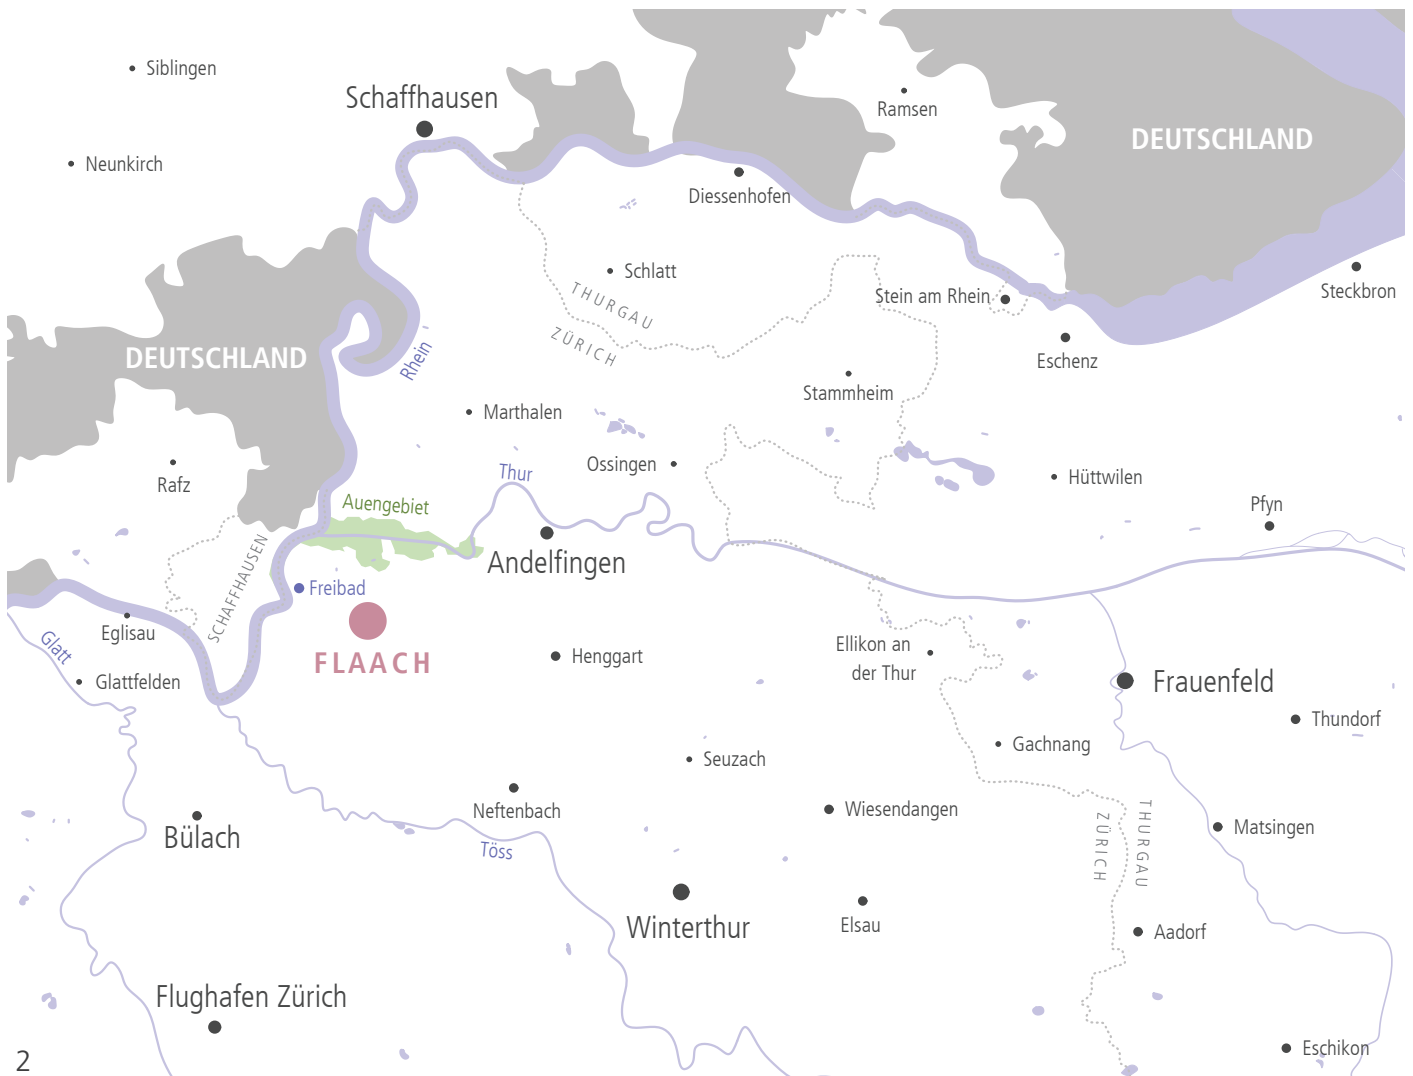 Siblingen
Schaffhausen
Ramsen
DEUTSCHLAND
Neunkirch
Diessenhofen
Schlatt
THURGAU
ZÜRICH
Stein am Rhein
Steckbron
DEUTSCHLAND
Rhein
Eschenz
Stammheim
Marthalen
Ossingen
Thur
Hüttwilen
Rafz
Auengebiet
Pfyn
Andelfingen
SCHAFFHAUSEN
Freibad
Eglisau
Glatt
FLAACH
Henggart
Ellikon an
der Thur
Glattfelden
Frauenfeld
Thundorf
Gachnang
Seuzach
Neftenbach
Wiesendangen
THURGAU
ZÜRICH
Matsingen
Bülach
Töss
Winterthur
Elsau
Aadorf
Flughafen Zürich
Eschikon
2